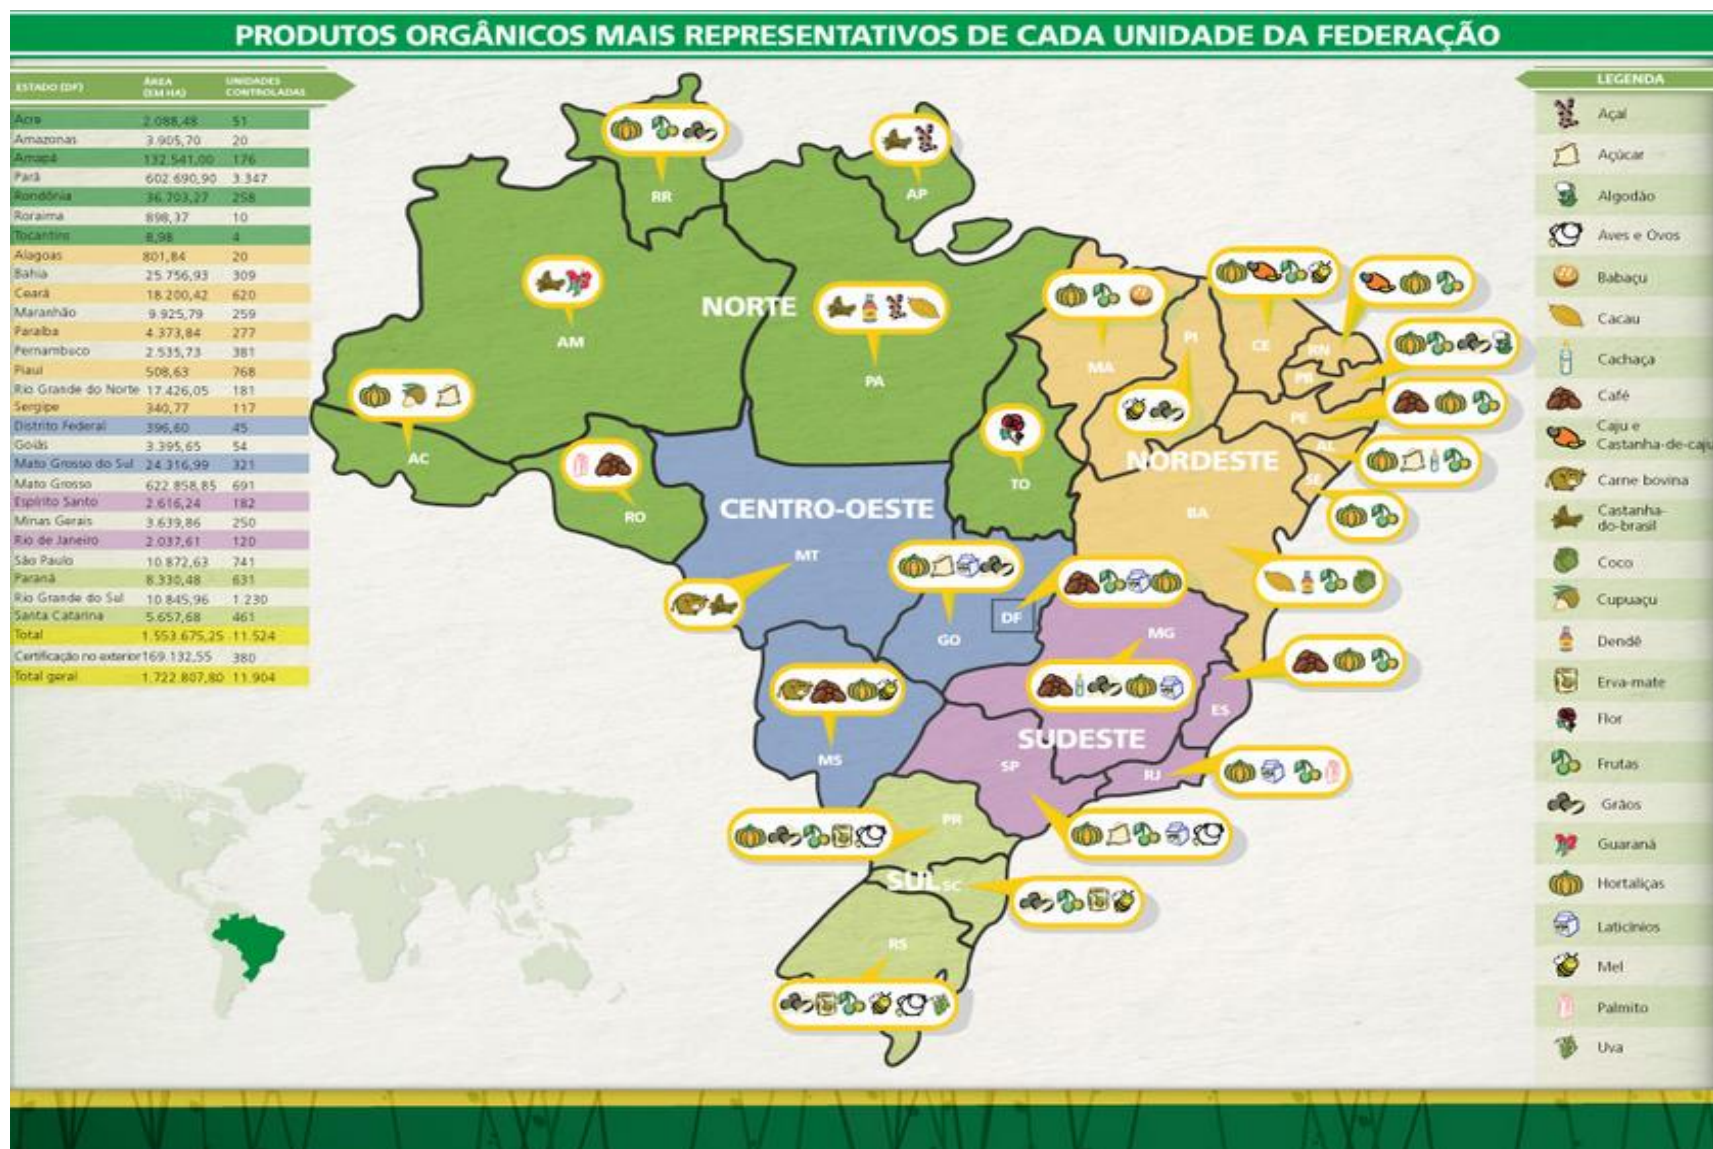 PRODUTOS ORGÂNICOS MAIS REPRESENTATIVOS DE CADA UNIDADE DA FEDERAÇÃO
ESTADO (DF) ÁREA (EM HA) UNIDADES CONTROLADAS
Acre 2.088,48 51
Amazonas 3.905,70 20
Amapá 132.541,00 176
Pará 602.690,90 3.347
Rondônia 36.703,27 258
Roraima 898,37 10
Tocantins 8,98 4
Alagoas 801,84 20
Bahia 25.756,93 309
Ceará 18.200,42 620
Maranhão 9.925,79 259
Paraíba 4.373,84 277
Pernambuco 2.535,73 381
Piauí 508,63 768
Rio Grande do Norte 17.426,05 181
Sergipe 340,77 117
Distrito Federal 396,60 45
Goiás 3.395,65 54
Mato Grosso do Sul 24.316,99 321
Mato Grosso 622.858,85 691
Espírito Santo 2.616,24 182
Minas Gerais 3.639,86 250
Rio de Janeiro 2.037,61 120
São Paulo 10.872,63 741
Paraná 8.330,48 631
Rio Grande do Sul 10.845,96 1.230
Santa Catarina 5.657,68 461
Total 1.553.675,25 11.524
Certificação no exterior 169.132,55 380
Total geral 1.722.807,80 11.904
RR
AP
NORTE
AM
PA
MA
PI
CE
RN
PB
PE
AL
SE
NORDESTE
BA
AC
RO
TO
CENTRO-OESTE
MT
DF
GO
MG
MS
ES
SUDESTE
SP
RJ
PR
SUL
SC
RS
LEGENDA
Açaí
Açúcar
Algodão
Aves e Ovos
Babaçu
Cacau
Cachaça
Café
Caju e
Castanha-de-caju
Carne bovina
Castanha-
do-brasil
Coco
Cupuaçu
Dendê
Erva-mate
Flor
Frutas
Grãos
Guaraná
Hortaliças
Laticínios
Mel
Palmito
Uva